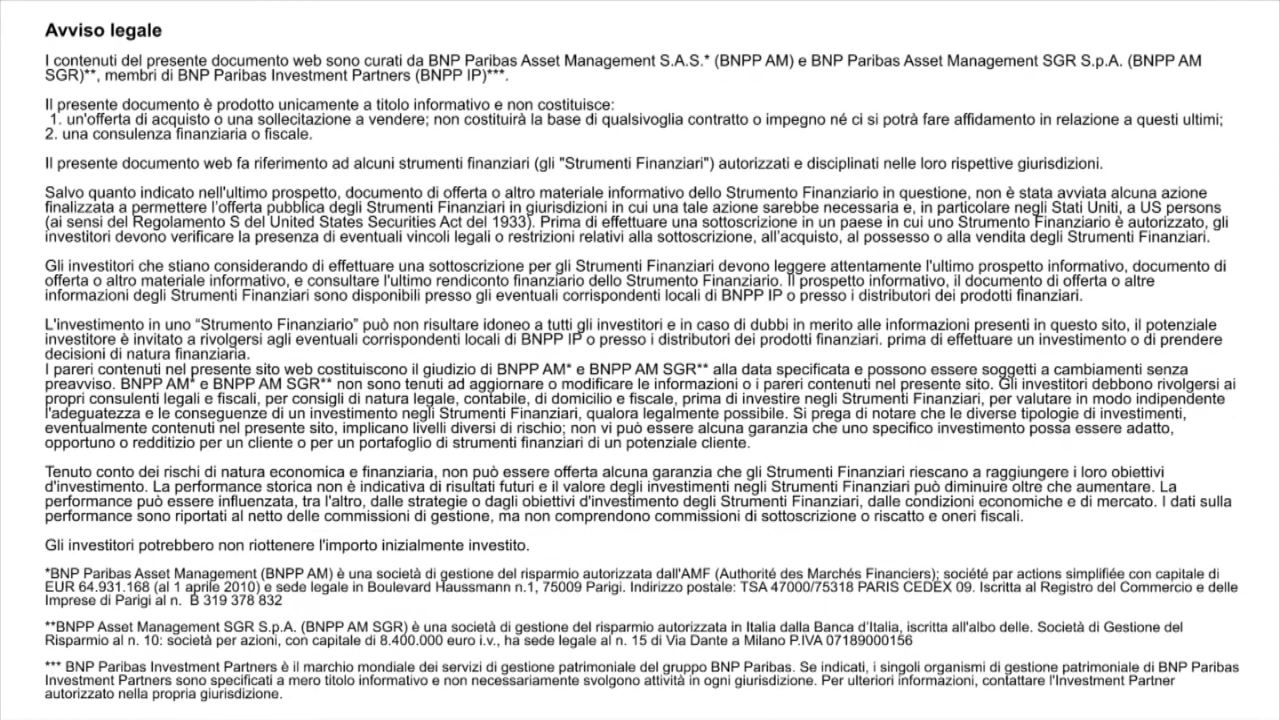 Avviso legale
I contenuti del presente documento web sono curati da BNP Paribas Asset Management S.A.S.* (BNPP AM) e BNP Paribas Asset Management SGR S.p.A. (BNPP AM
SGR)**, membri di BNP Paribas Investment Partners (BNPP IP)***.
Il presente documento è prodotto unicamente a titolo informativo e non costituisce:
1. un'offerta di acquisto o una sollecitazione a vendere; non costituirà la base di qualsivoglia contratto o impegno né ci si potrà fare affidamento in relazione a questi ultimi;
2. una consulenza finanziaria o fiscale.
Il presente documento web fa riferimento ad alcuni strumenti finanziari (gli "Strumenti Finanziari") autorizzati e disciplinati nelle loro rispettive giurisdizioni.
Salvo quanto indicato nell'ultimo prospetto, documento di offerta o altro materiale informativo dello Strumento Finanziario in questione, non è stata avviata alcuna azione
finalizzata a permettere l'offerta pubblica degli Strumenti Finanziari in giurisdizioni in cui una tale azione sarebbe necessaria e, in particolare negli Stati Uniti, a US persons
(ai sensi del Regolamento S del United States Securities Act del 1933). Prima di effettuare una sottoscrizione in un paese in cui uno Strumento Finanziario è autorizzato, gli
investitori devono verificare la presenza di eventuali vincoli legali o restrizioni relativi alla sottoscrizione, all'acquisto, al possesso o alla vendita degli Strumenti Finanziari.
Gli investitori che stiano considerando di effettuare una sottoscrizione per gli Strumenti Finanziari devono leggere attentamente l'ultimo prospetto informativo, documento di
offerta o altro materiale informativo, e consultare l'ultimo rendiconto finanziario dello Strumento Finanziario. Il prospetto informativo, il documento di offerta o altre
informazioni degli Strumenti Finanziari sono disponibili presso gli eventuali corrispondenti locali di BNPP IP o presso i distributori dei prodotti finanziari.
L'investimento in uno “Strumento Finanziario” può non risultare idoneo a tutti gli investitori e in caso di dubbi in merito alle informazioni presenti in questo sito, il potenziale
investitore è invitato a rivolgersi agli eventuali corrispondenti locali di BNPP IP o presso i distributori dei prodotti finanziari. prima di effettuare un investimento o di prendere
decisioni di natura finanziaria.
I pareri contenuti nel presente sito web costituiscono il giudizio di BNPP AM* e BNPP AM SGR** alla data specificata e possono essere soggetti a cambiamenti senza
preavviso. BNPP AM* e BNPP AM SGR** non sono tenuti ad aggiornare o modificare le informazioni o i pareri contenuti nel presente sito. Gli investitori debbono rivolgersi ai
propri consulenti legali e fiscali, per consigli di natura legale, contabile, di domicilio e fiscale, prima di investire negli Strumenti Finanziari, per valutare in modo indipendente
l'adeguatezza e le conseguenze di un investimento negli Strumenti Finanziari, qualora legalmente possibile. Si prega di notare che le diverse tipologie di investimenti,
eventualmente contenuti nel presente sito, implicano livelli diversi di rischio; non vi può essere alcuna garanzia che uno specifico investimento possa essere adatto,
opportuno o redditizio per un cliente o per un portafoglio di strumenti finanziari di un potenziale cliente.
Tenuto conto dei rischi di natura economica e finanziaria, non può essere offerta alcuna garanzia che gli Strumenti Finanziari riescano a raggiungere i loro obiettivi
d'investimento. La performance storica non è indicativa di risultati futuri e il valore degli investimenti negli Strumenti Finanziari può diminuire oltre che aumentare. La
performance può essere influenzata, tra l'altro, dalle strategie o dagli obiettivi d'investimento degli Strumenti Finanziari, dalle condizioni economiche e di mercato. I dati sulla
performance sono riportati al netto delle commissioni di gestione, ma non comprendono commissioni di sottoscrizione o riscatto e oneri fiscali.
Gli investitori potrebbero non riottenere l'importo inizialmente investito.
*BNP Paribas Asset Management (BNPP AM) è una società di gestione del risparmio autorizzata dall'AMF (Authorité des Marchés Financiers); société par actions simplifiée con capitale di
EUR 64.931.168 (al 1 aprile 2010) e sede legale in Boulevard Haussmann n.1, 75009 Parigi. Indirizzo postale: TSA 47000/75318 PARIS CEDEX 09. Iscritta al Registro del Commercio e delle
Imprese di Parigi al n. B 319 378 832
**BNPP Asset Management SGR S.p.A. (BNPP AM SGR) è una società di gestione del risparmio autorizzata in Italia dalla Banca d'Italia, iscritta all'albo delle. Società di Gestione del
Risparmio al n. 10: società per azioni, con capitale di 8.400.000 euro i.v., ha sede legale al n. 15 di Via Dante a Milano P.IVA 07189000156
*** BNP Paribas Investment Partners è il marchio mondiale dei servizi di gestione patrimoniale del gruppo BNP Paribas. Se indicati, i singoli organismi di gestione patrimoniale di BNP Paribas
Investment Partners sono specificati a mero titolo informativo e non necessariamente svolgono attività in ogni giurisdizione. Per ulteriori informazioni, contattare l'Investment Partner
autorizzato nella propria giurisdizione.